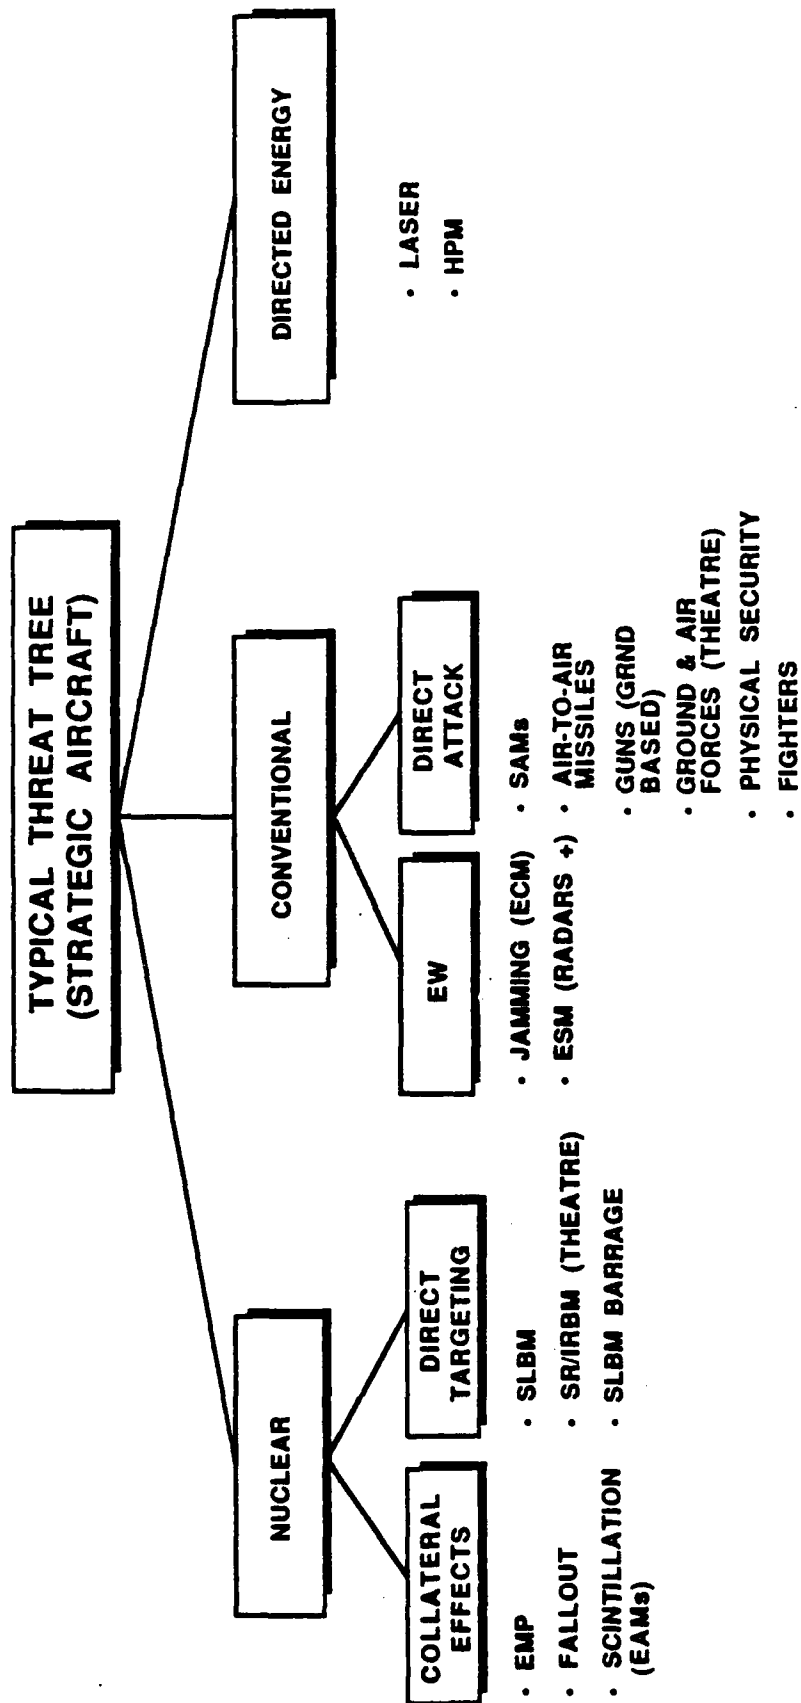 TYPICAL THREAT TREE
(STRATEGIC AIRCRAFT)
NUCLEAR
CONVENTIONAL
DIRECTED ENERGY
COLLATERAL
EFFECTS
DIRECT
TARGETING
EW
DIRECT
ATTACK
• EMP
• FALLOUT
• SCINTILLATION
(EAMs)
• SLBM
• SR/IRBM (THEATRE)
• SLBM BARRAGE
• JAMMING (ECM)
• ESM (RADARS +)
• SAMs
• AIR-TO-AIR
MISSILES
• GUNS (GRND
BASED)
• GROUND & AIR
FORCES (THEATRE)
• PHYSICAL SECURITY
• FIGHTERS
• LASER
• HPM